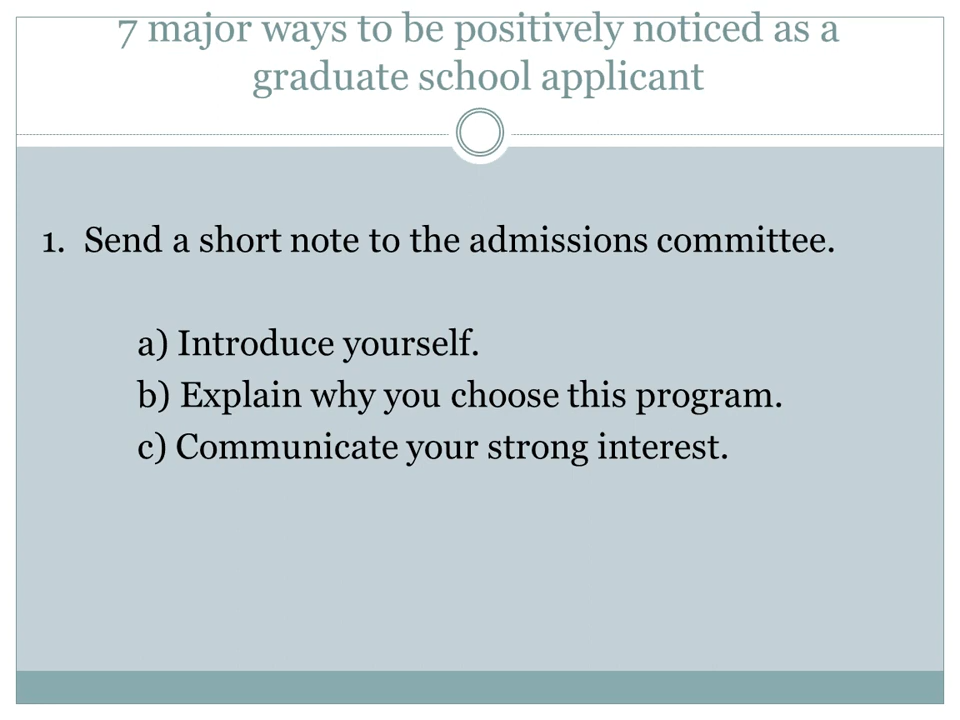 7 major ways to be positively noticed as a
graduate school applicant
1. Send a short note to the admissions committee.
a) Introduce yourself.
b) Explain why you choose this program.
c) Communicate your strong interest.